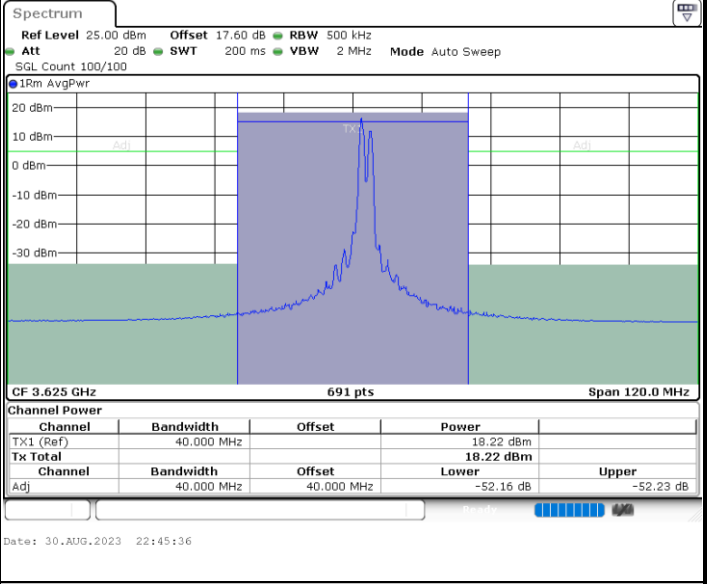 Spectrum
Ref Level 25.00 dBm Offset 17.60 dB RBW 500 kHz
Att 20 dB SWT 200 ms VBW 2 MHz Mode Auto Sweep
SGL Count 100/100
1Rm AvgPwr
20 dBm
TX1
10 dBm
Adj Adj
0 dBm
-10 dBm
-20 dBm
-30 dBm
CF 3.625 GHz 691 pts Span 120.0 MHz
Channel Power
Channel Bandwidth Offset Power
TX1 (Ref) 40.000 MHz 18.22 dBm
Tx Total 18.22 dBm
Channel Bandwidth Offset Lower Upper
Adj 40.000 MHz 40.000 MHz -52.16 dB -52.23 dB
Ready
Date: 30.AUG.2023 22:45:36